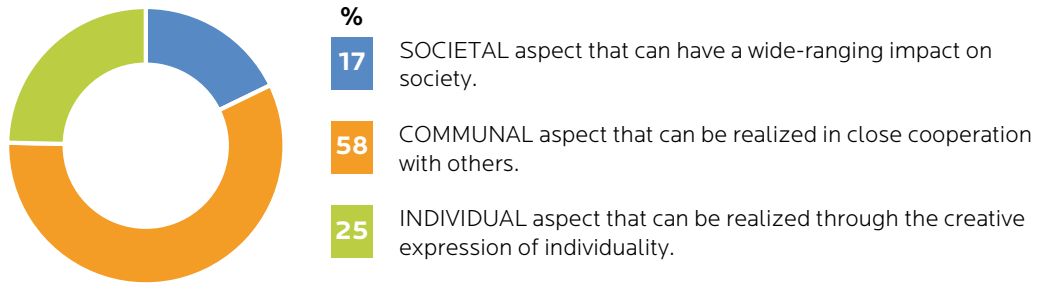 %
17
SOCIETAL aspect that can have a wide-ranging impact on
society.
58
COMMUNAL aspect that can be realized in close cooperation
with others.
25
INDIVIDUAL aspect that can be realized through the creative
expression of individuality.